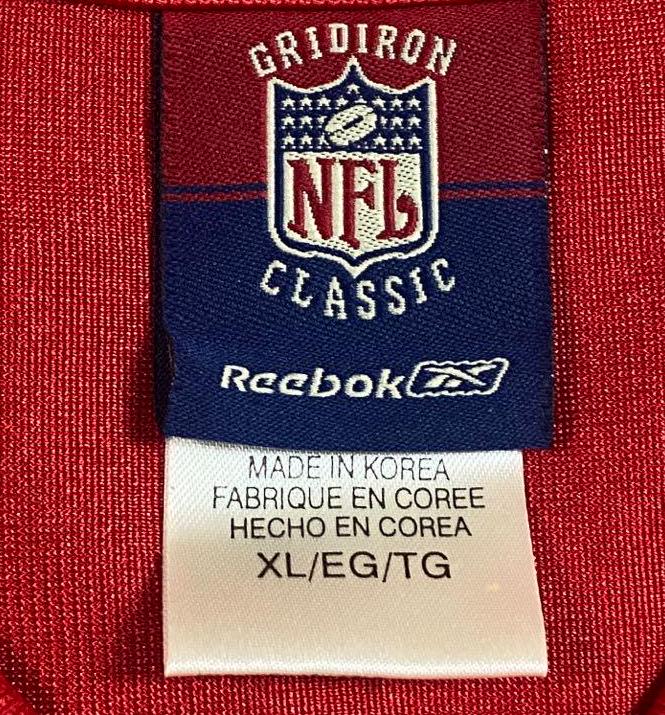 GRIDIRON
NFL
CLASSIC
Reebok
MADE IN KOREA
FABRIQUE EN COREE
HECHO EN COREA
XL/EG/TG